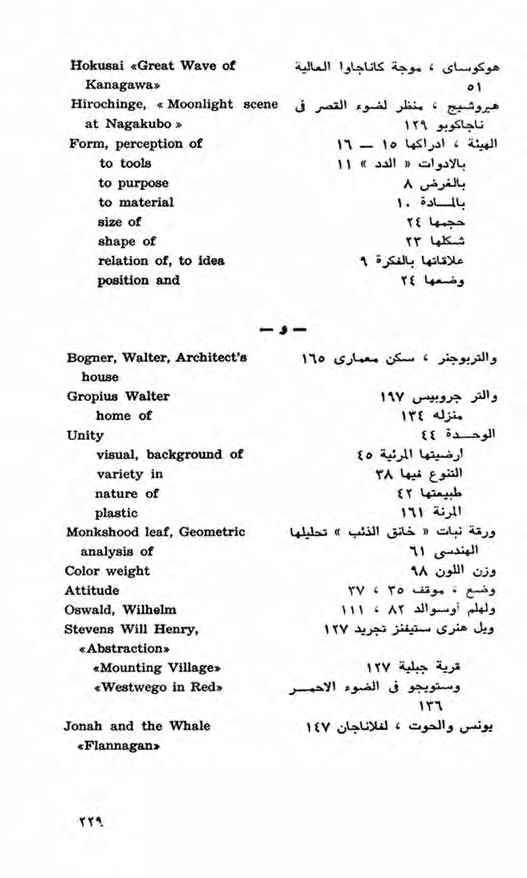 Hokusai «Great Wave of هوكوساى ، موجة كاناجاوا العالية
Kanagawa» ٥١
Hirochinge, « Moonlight scene هيروشيج ، منظر لضوء القصر فى
at Nagakubo » ناجاكوبو ١٢٩
Form, perception of الهيئة ، ادراكها ١٥ — ١٦
to tools بالادوات « الدد » ١١
to purpose بالغرض ٨
to material بالمادة ١٠
size of حجمها ٢٤
shape of شكلها ٢٣
relation of, to idea علاقاتها بالفكرة ٩
position and وضعها ٢٤
— و —
Bogner, Walter, Architect's والتربوجنر ، سكن معمارى ١٦٥
house
Gropius Walter والتر جروبيس ١٩٧
home of منزله ١٣٤
Unity الوحدة ٤٤
visual, background of ارضيتها المرئية ٤٥
variety in التنوع فيها ٣٨
nature of طبيعتها ٤٢
plastic المرنة ١٦١
Monkshood leaf, Geometric ورقة نبات « خانق الذئب » تحليلها
analysis of الهندسى ٦١
Color weight وزن اللون ٩٨
Attitude وضع ، موقف ٣٥ ، ٢٧
Oswald, Wilhelm ولهلم أوسوالد ٨٢ ، ١١١
Stevens Will Henry, ويل هنرى ستيفنز تجريد ١٢٧
«Abstraction»
«Mounting Village» قرية جبلية ١٢٧
«Westwego in Red» وستويجو فى الضوء الاحمر
١٣٦
Jonah and the Whale يونس والحوت ، لفلاناجان ١٤٧
«Flannagan»
٢٢٩